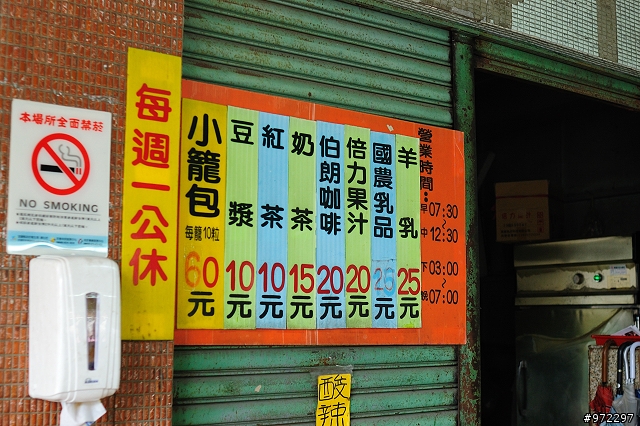 本場所全面禁菸
NO SMOKING
每週一公休
小籠包
每籠10粒
60元
豆漿
10元
紅茶
10元
奶茶
15元
伯朗咖啡
20元
倍力果汁
20元
國農乳品
25元
羊乳
25元
營業時間：
早07:30
~
中12:30
下03:00
~
晚07:00
酸辣
#972297